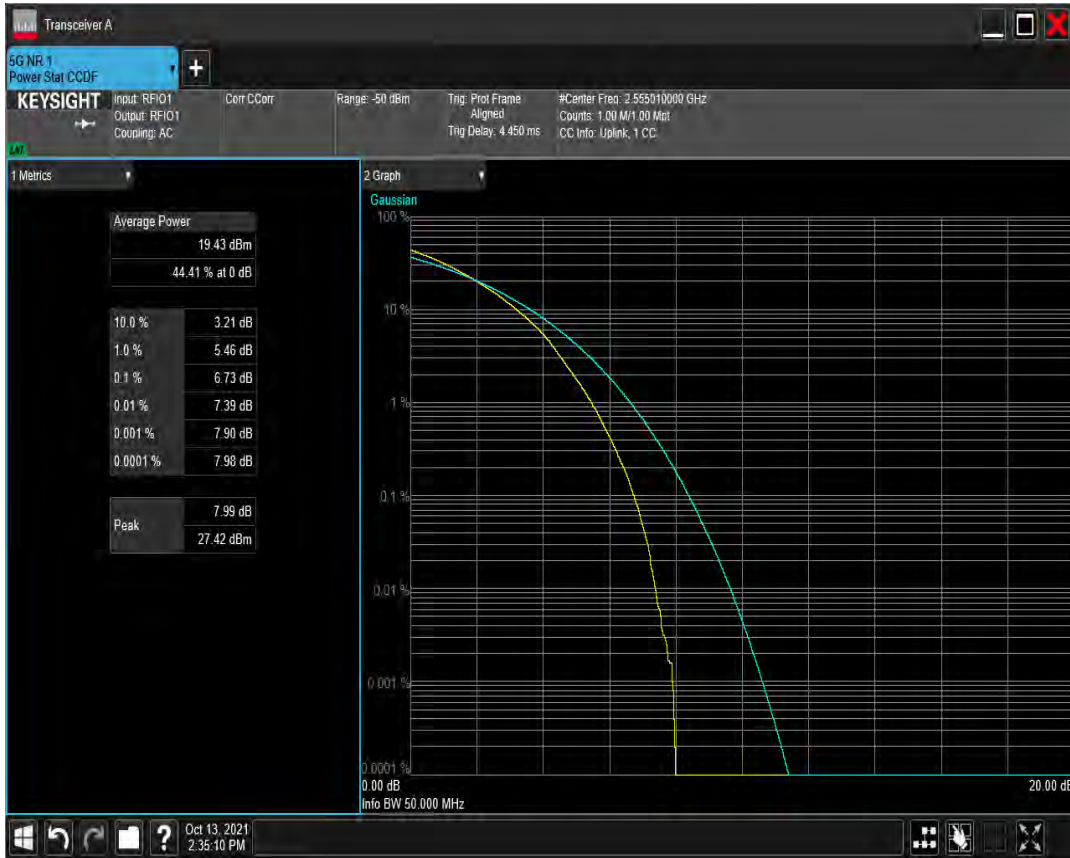 Transceiver A
5G NR 1
Power Stat CCDF
+
KEYSIGHT
Input: RFIO1
Output: RFIO1
Coupling: AC
Corr CCorr
Range: -50 dBm
Trig: Prot Frame
Aligned
Trig Delay: 4.450 ms
#Center Freq: 2.555010000 GHz
Counts: 1.00 M/1.00 Mpt
CC Info: Uplink, 1 CC
1 Metrics
Average Power
19.43 dBm
44.41 % at 0 dB
10.0 % 3.21 dB
1.0 % 5.46 dB
0.1 % 6.73 dB
0.01 % 7.39 dB
0.001 % 7.90 dB
0.0001 % 7.98 dB
Peak 7.99 dB
27.42 dBm
2 Graph
Gaussian
100 %
10 %
1 %
0.1 %
0.01 %
0.001 %
0.0001 %
0.00 dB
20.00 dB
Info BW 50.000 MHz
?
Oct 13, 2021
2:35:10 PM